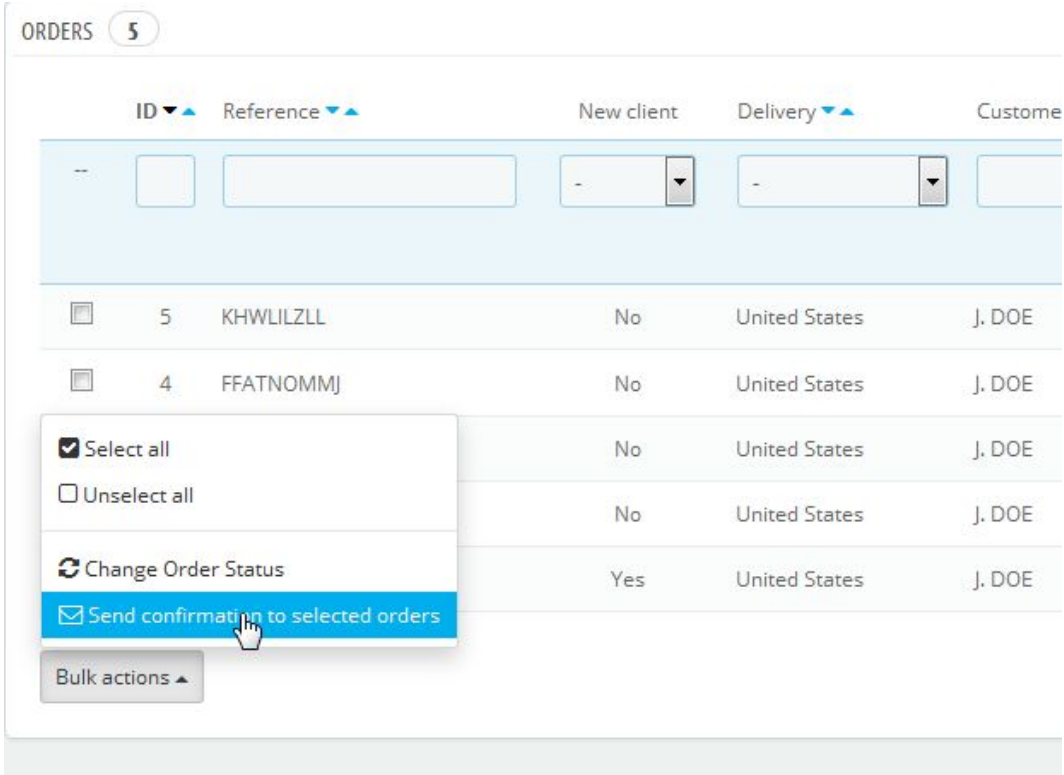 ORDERS 5
ID Reference New client Delivery Custome
-- - -
5 KHWLILZLL No United States J. DOE
4 FFATNOMMJ No United States J. DOE
Select all No United States J. DOE
Unselect all No United States J. DOE
Change Order Status Yes United States J. DOE
Send confirmation to selected orders
Bulk actions